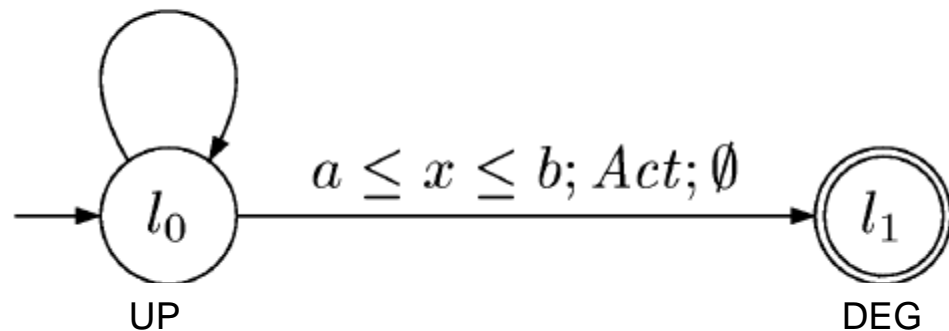 a ≤ x ≤ b; Act; ∅
l₀
l₁
UP
DEG